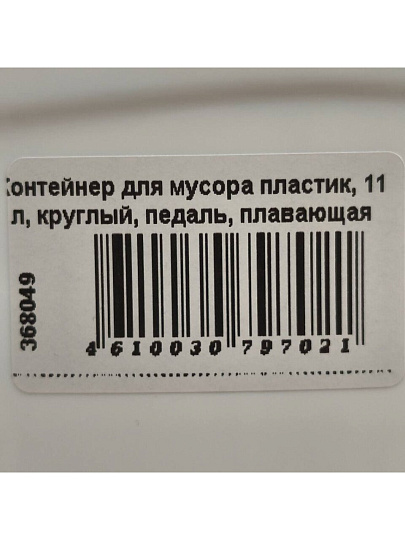 Контейнер для мусора пластик, 11
л, круглый, педаль, плавающая
368049
4 610030 797021